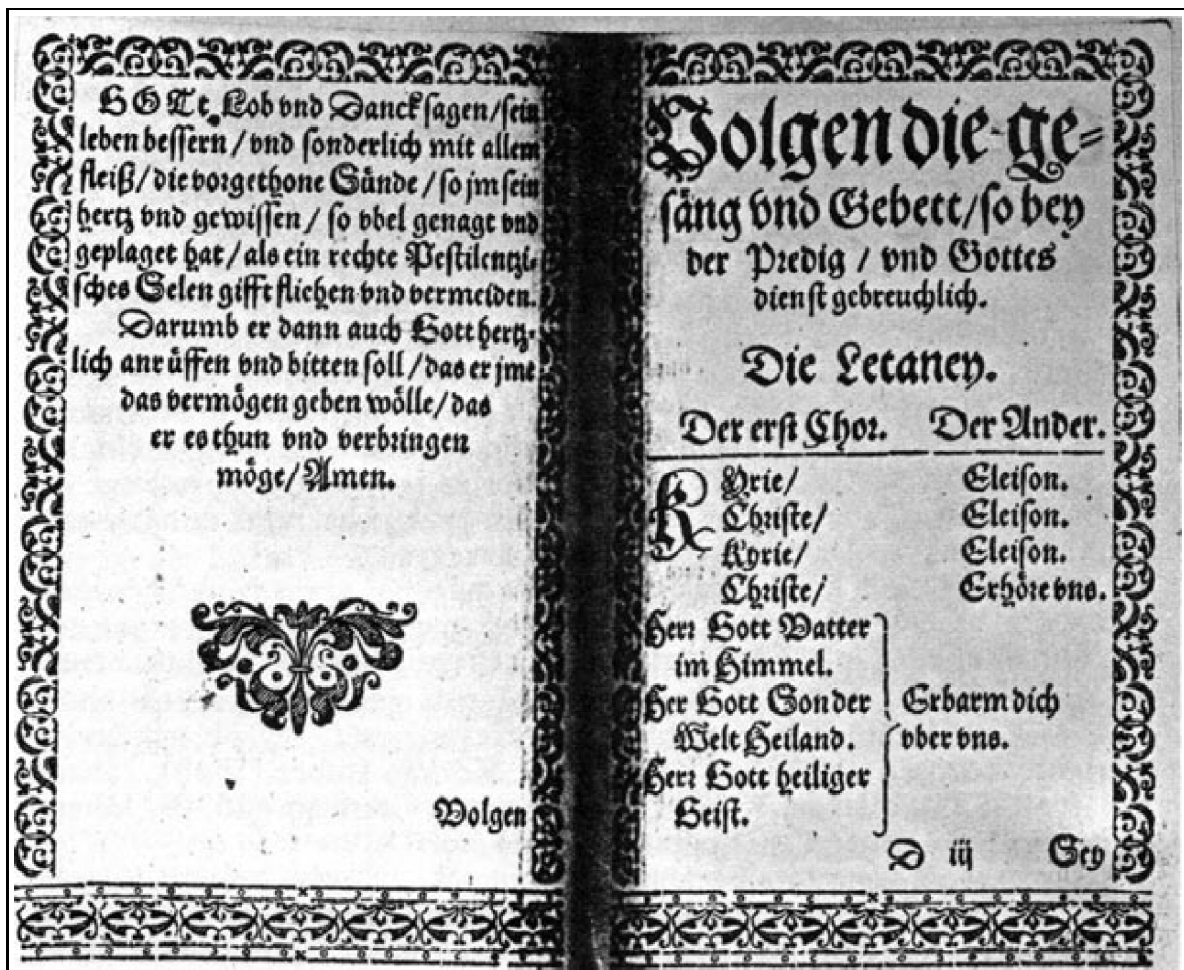 GOTt Lob vnd Danck sagen/sein
leben bessern/vnd sonderlich mit allem
fleiß/die vorgethone Sünde/so jm sein
hertz vnd gewissen/so vbel genagt vnd
geplaget hat/als ein rechte Pestilentzi-
sches Selen gifft fliehen vnd vermeiden.
Darumb er dann auch Gott hertz-
lich anrüffen vnd bitten soll/das er jme
das vermögen geben wölle/das
er es thun vnd verbringen
möge/Amen.
Volgen
Volgen die ge-
säng vnd Gebett/so bey
der Predig/vnd Gottes
dienst gebreuchlich.
Die Letaney.
Der erst Chor. Der Ander.
KYrie/ Eleison.
Christe/ Eleison.
Kyrie/ Eleison.
Christe/ Erhöre vns.
Herr Gott Vatter
im Himmel.
Her Gott Son der Erbarm dich
Welt Heiland. vber vns.
Herr Gott heiliger
Geist.
D iij Sey